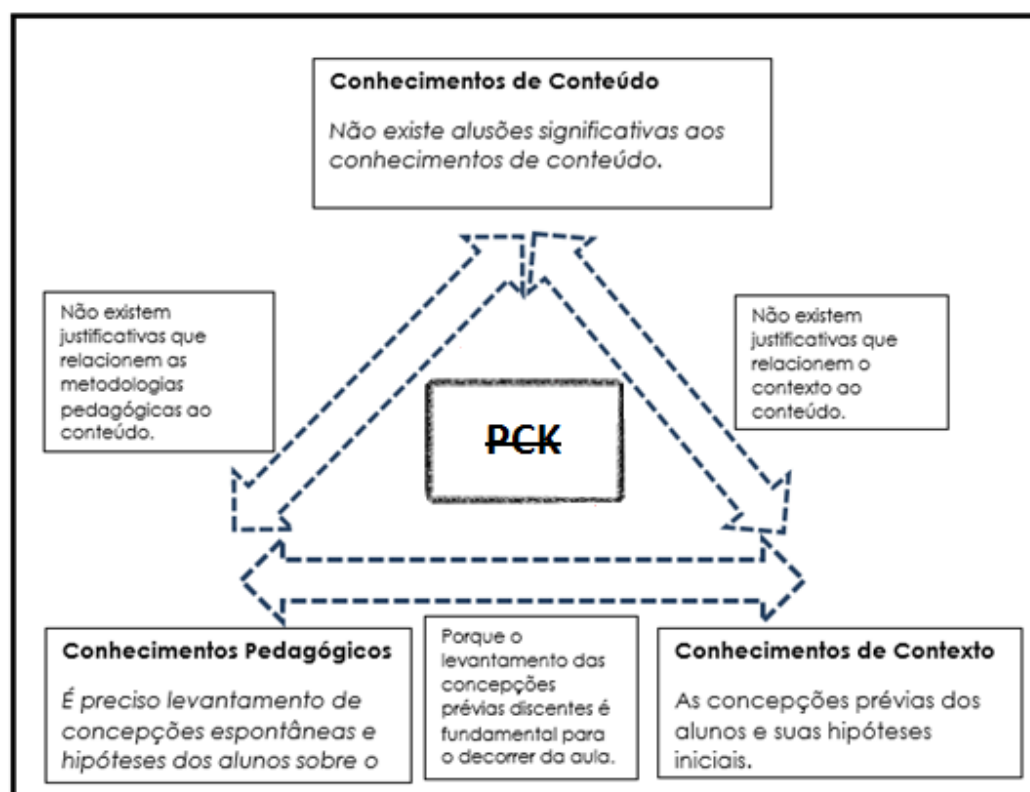 Conhecimentos de Conteúdo
Não existe alusões significativas aos
conhecimentos de conteúdo.
Não existem
justificativas que
relacionem as
metodologias
pedagógicas ao
conteúdo.
Não existem
justificativas que
relacionem o
contexto ao
conteúdo.
PCK
Conhecimentos Pedagógicos
É preciso levantamento de
concepções espontâneas e
hipóteses dos alunos sobre o
Porque o
levantamento das
concepções
prévias discentes é
fundamental para
o decorrer da aula.
Conhecimentos de Contexto
As concepções prévias dos
alunos e suas hipóteses
iniciais.